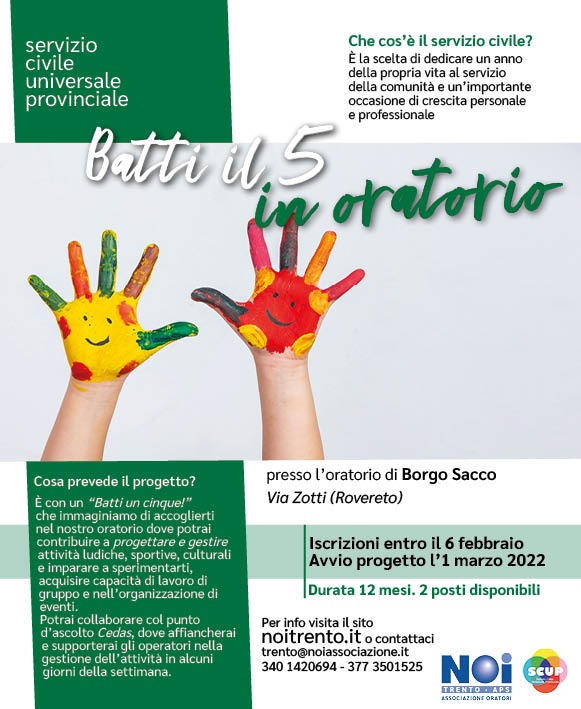 servizio
civile
universale
provinciale
Che cos'è il servizio civile?
È la scelta di dedicare un anno
della propria vita al servizio
della comunità e un'importante
occasione di crescita personale
e professionale
Batti il 5
in oratorio
Cosa prevede il progetto?
È con un "Batti un cinque!"
che immaginiamo di accoglierti
nel nostro oratorio dove potrai
contribuire a progettare e gestire
attività ludiche, sportive, culturali
e imparare a sperimentarti,
acquisire capacità di lavoro di
gruppo e nell'organizzazione di
eventi.
Potrai collaborare col punto
d'ascolto Cedas, dove affiancherai
e supporterai gli operatori nella
gestione dell'attività in alcuni
giorni della settimana.
presso l'oratorio di Borgo Sacco
Via Zotti (Rovereto)
Iscrizioni entro il 6 febbraio
Avvio progetto l'1 marzo 2022
Durata 12 mesi. 2 posti disponibili
Per info visita il sito
noitrento.it o contattaci
trento@noiassociazione.it
340 1420694 - 377 3501525
NOi
TRENTO - APS
ASSOCIAZIONE ORATORI
SCUP